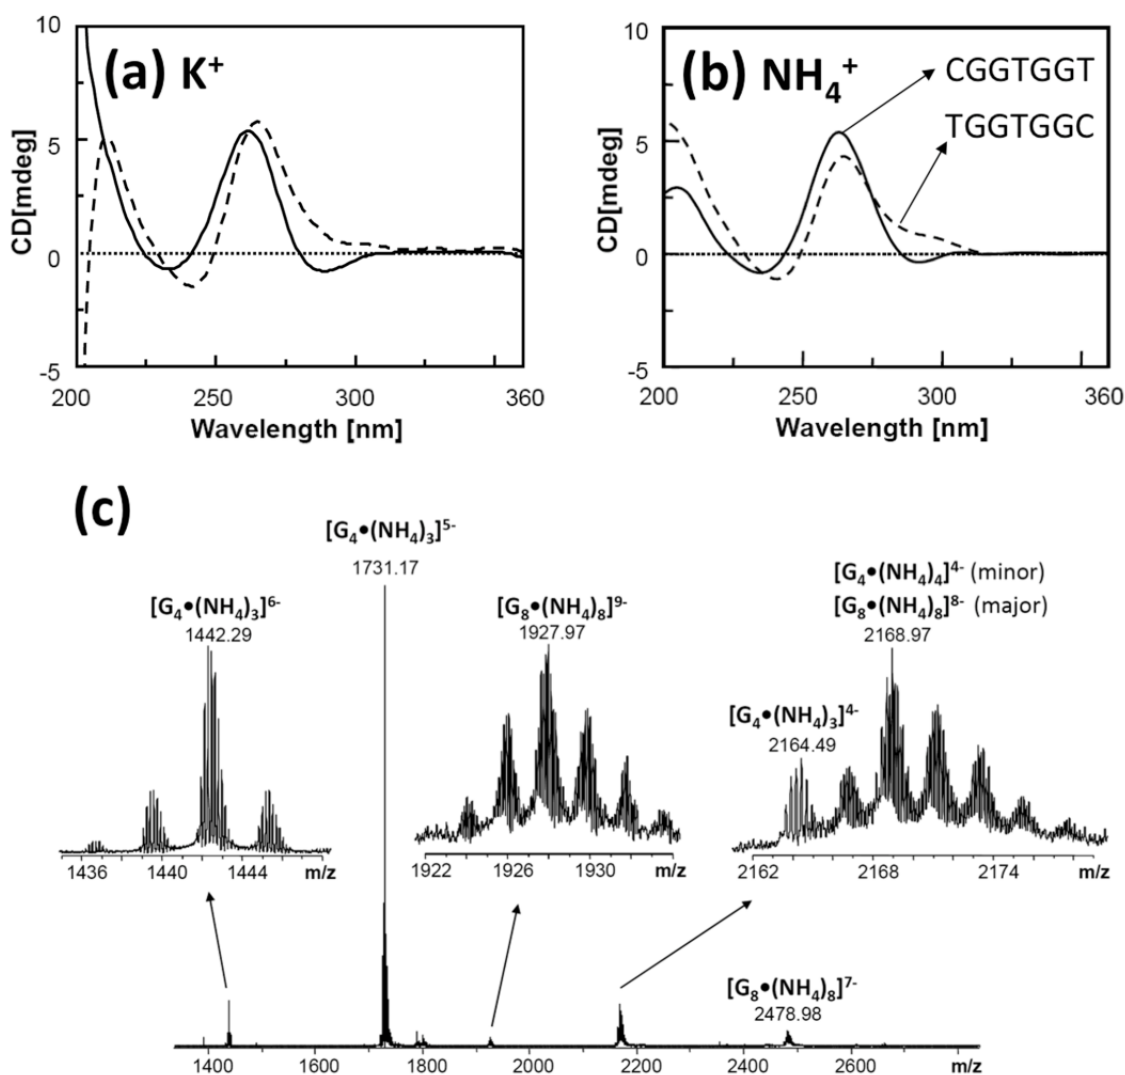 10
5
0
-5
CD[mdeg]
(a) K⁺
200
250
300
360
Wavelength [nm]
10
5
0
-5
CD[mdeg]
(b) NH₄⁺
CGGTGGT
TGGTGGC
200
250
300
360
Wavelength [nm]
(c)
[G₄•(NH₄)₃]⁵⁻
1731.17
[G₄•(NH₄)₃]⁶⁻
1442.29
1436
1440
1444
m/z
[G₈•(NH₄)₈]⁹⁻
1927.97
1922
1926
1930
m/z
[G₄•(NH₄)₄]⁴⁻ (minor)
[G₈•(NH₄)₈]⁸⁻ (major)
2168.97
[G₄•(NH₄)₃]⁴⁻
2164.49
2162
2168
2174
m/z
[G₈•(NH₄)₈]⁷⁻
2478.98
1400
1600
1800
2000
2200
2400
2600
m/z